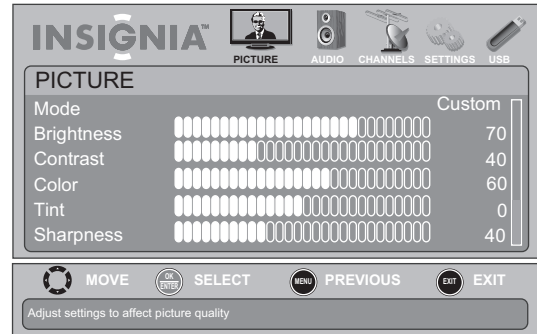 INSIGNIA™
PICTURE AUDIO CHANNELS SETTINGS USB
PICTURE
Mode Custom
Brightness 70
Contrast 40
Color 60
Tint 0
Sharpness 40
MOVE OK ENTER SELECT MENU PREVIOUS EXIT EXIT
Adjust settings to affect picture quality